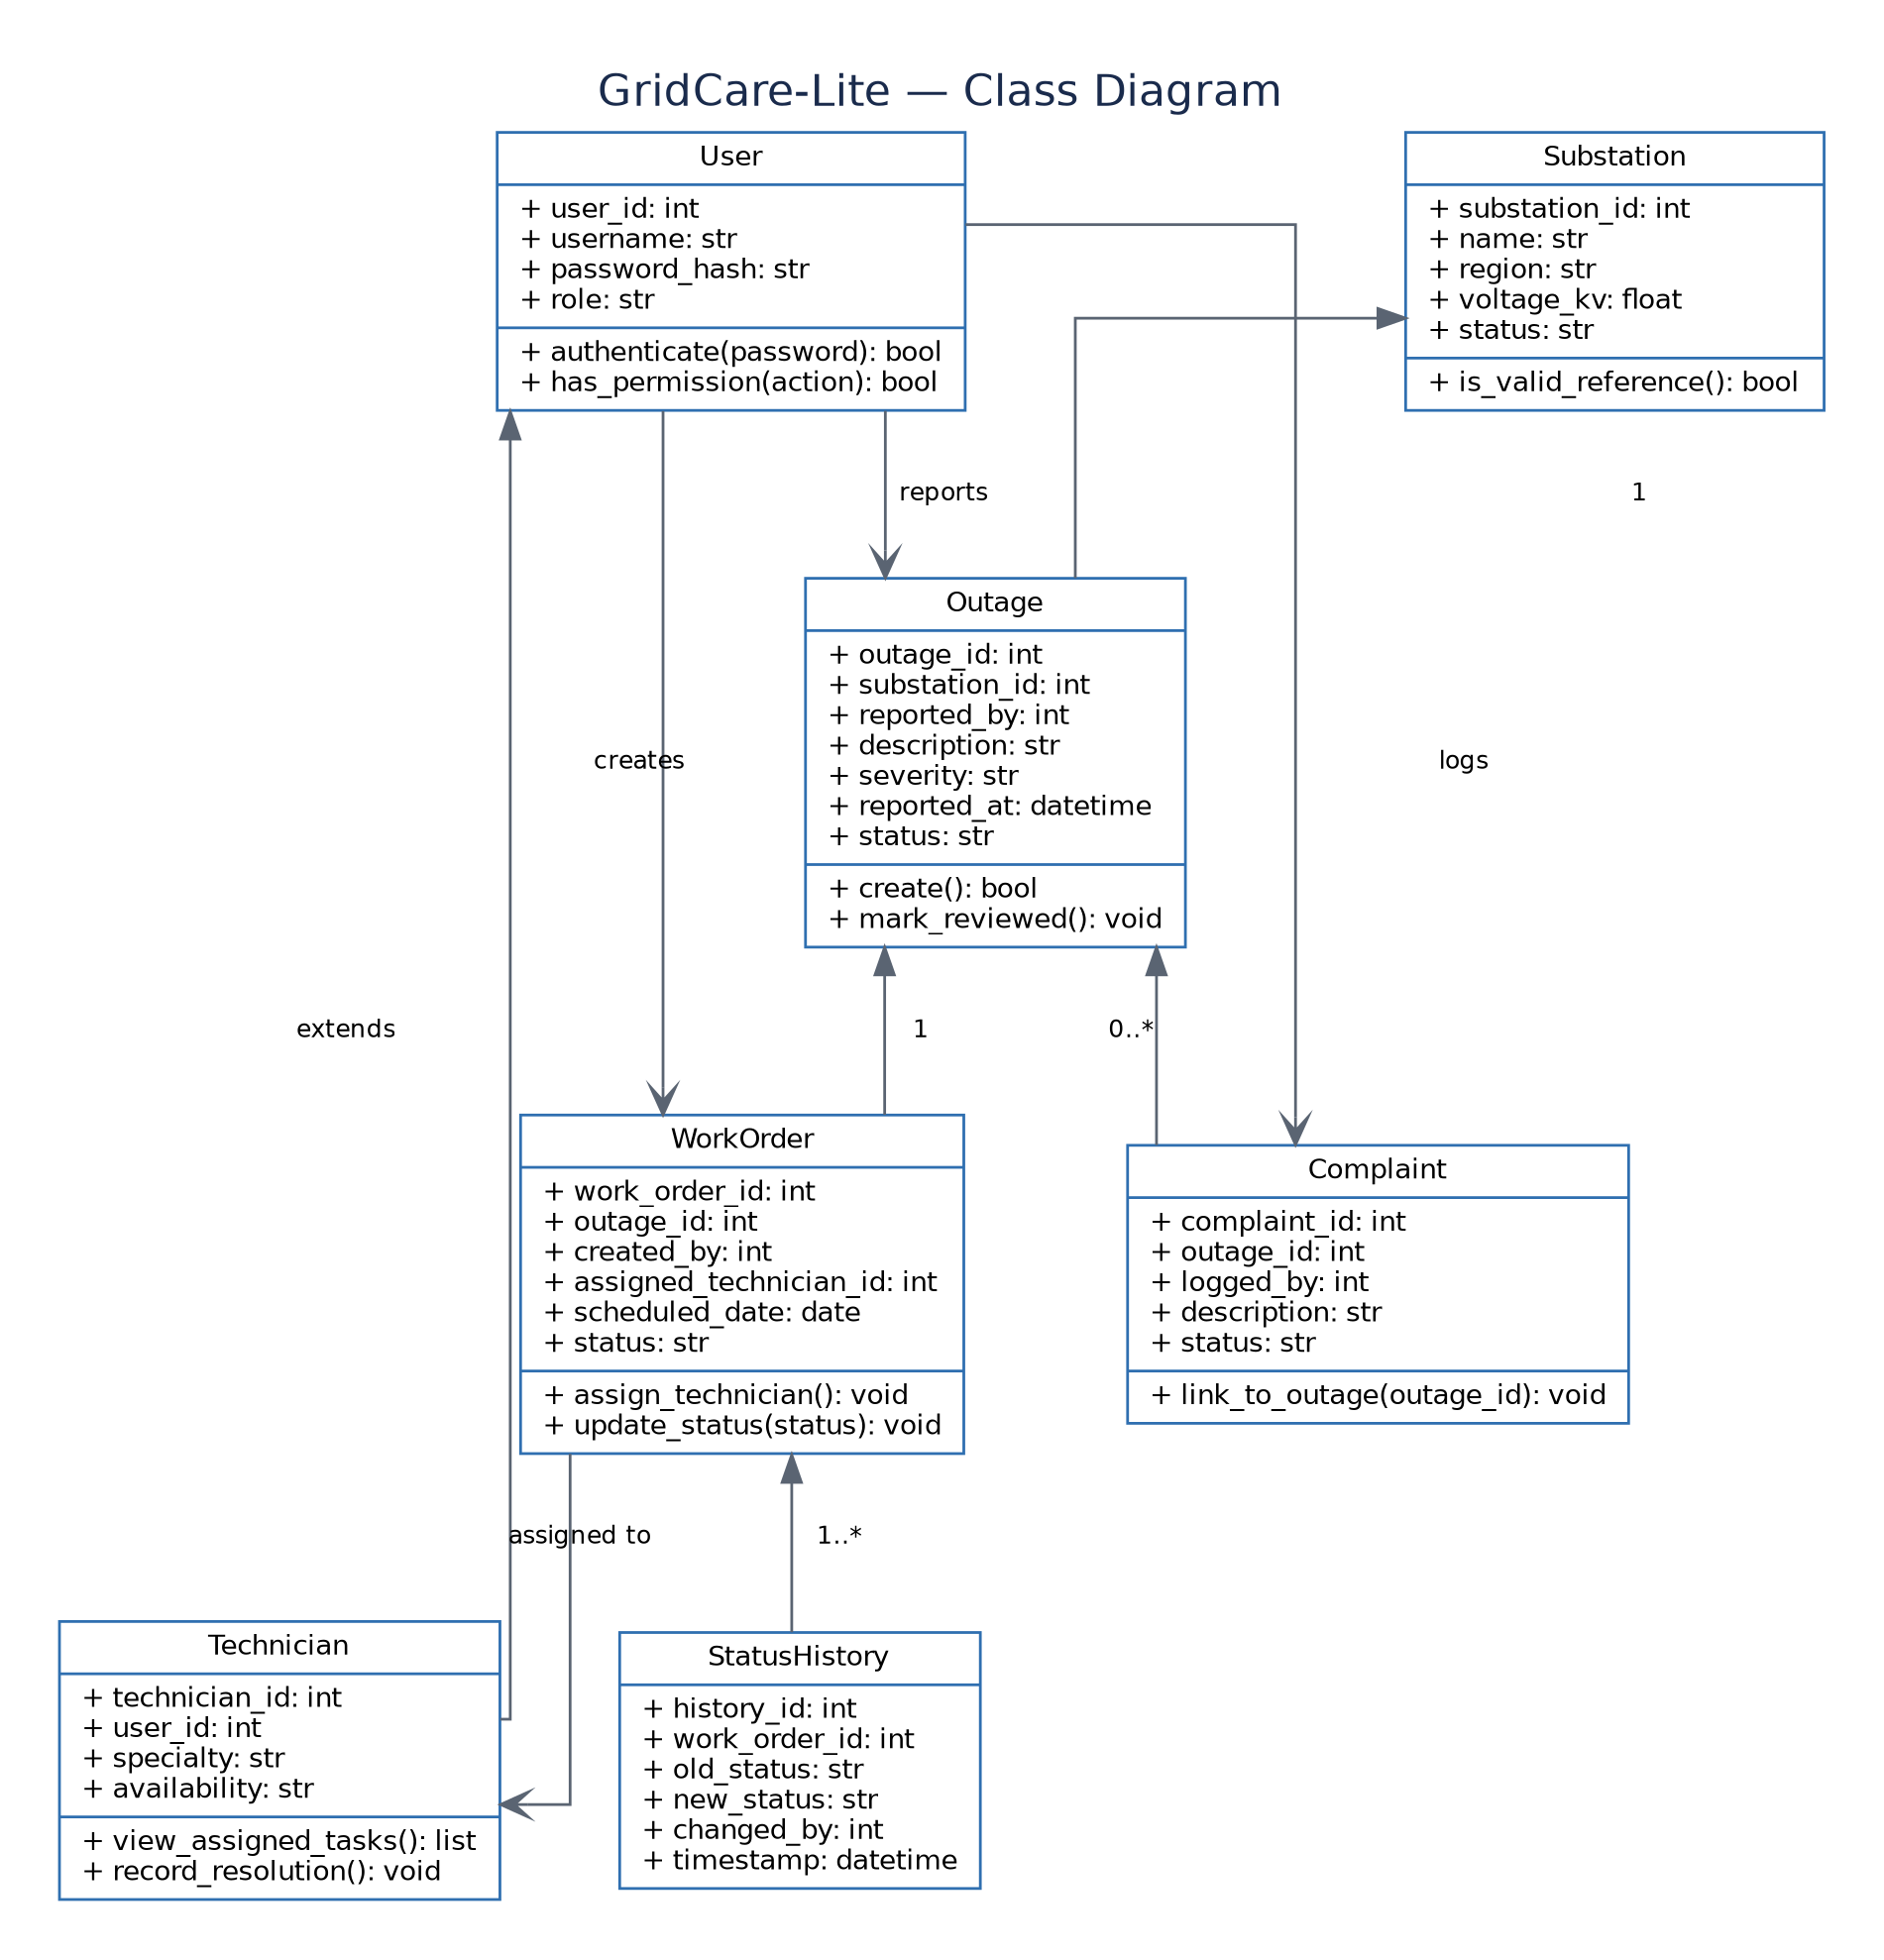 GridCare-Lite — Class Diagram
User
+ user_id: int
+ username: str
+ password_hash: str
+ role: str
+ authenticate(password): bool
+ has_permission(action): bool
Substation
+ substation_id: int
+ name: str
+ region: str
+ voltage_kv: float
+ status: str
+ is_valid_reference(): bool
reports
1
Outage
+ outage_id: int
+ substation_id: int
+ reported_by: int
+ description: str
+ severity: str
+ reported_at: datetime
+ status: str
+ create(): bool
+ mark_reviewed(): void
creates
logs
extends
1
0..*
WorkOrder
+ work_order_id: int
+ outage_id: int
+ created_by: int
+ assigned_technician_id: int
+ scheduled_date: date
+ status: str
+ assign_technician(): void
+ update_status(status): void
Complaint
+ complaint_id: int
+ outage_id: int
+ logged_by: int
+ description: str
+ status: str
+ link_to_outage(outage_id): void
assigned to
1..*
Technician
+ technician_id: int
+ user_id: int
+ specialty: str
+ availability: str
+ view_assigned_tasks(): list
+ record_resolution(): void
StatusHistory
+ history_id: int
+ work_order_id: int
+ old_status: str
+ new_status: str
+ changed_by: int
+ timestamp: datetime